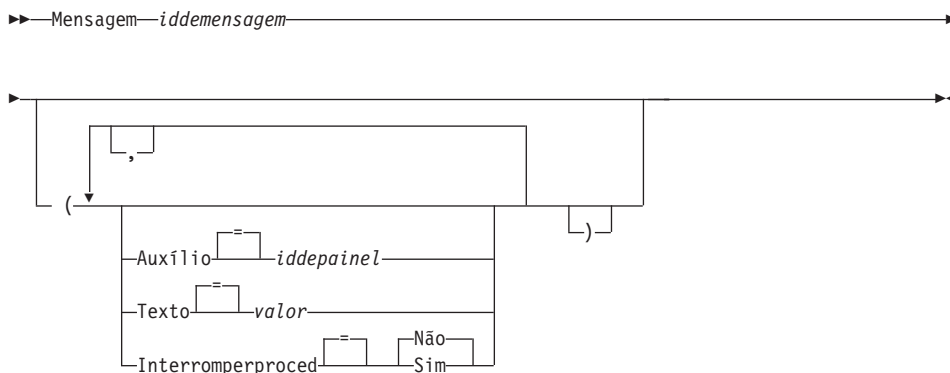 Mensagem iddemensagem
,
(
)
=
Auxílio iddepainel
=
Texto valor
= Não
Interromperproced Sim